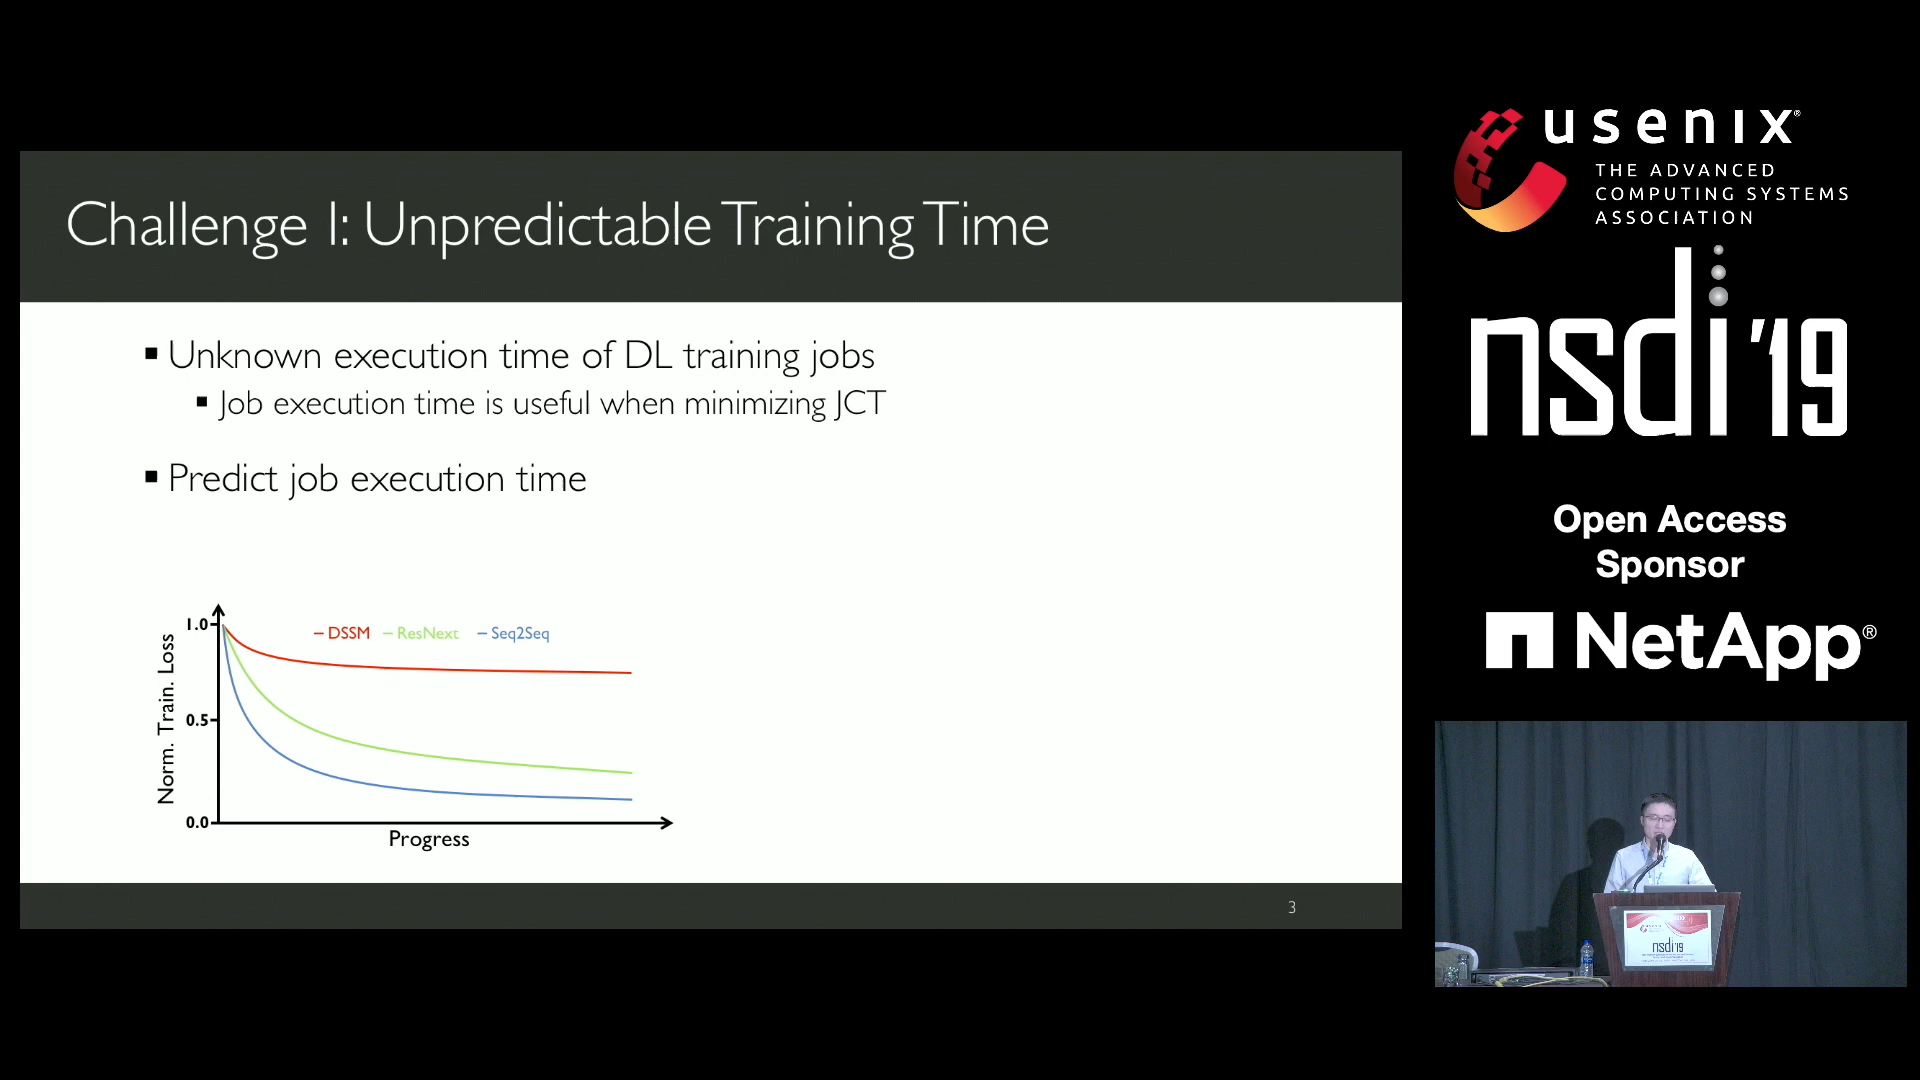 Challenge I: Unpredictable Training Time
▪ Unknown execution time of DL training jobs
▪ Job execution time is useful when minimizing JCT
▪ Predict job execution time
Norm. Train. Loss
1.0
0.5
0.0
DSSM
ResNext
Seq2Seq
Progress
3
usenix®
THE ADVANCED
COMPUTING SYSTEMS
ASSOCIATION
nsdi '19
Open Access
Sponsor
NetApp®
nsdi'19